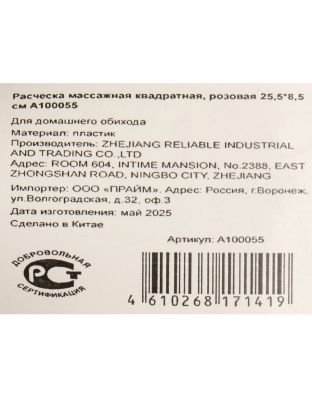 Расческа массажная квадратная, розовая 25,5*8,5
см А100055
Для домашнего обихода
Материал: пластик
Производитель: ZHEJIANG RELIABLE INDUSTRIAL
AND TRADING CO.,LTD
Адрес: ROOM 604, INTIME MANSION, No.2388, EAST
ZHONGSHAN ROAD, NINGBO CITY, ZHEJIANG
Импортер: ООО «ПРАЙМ». Адрес: Россия, г.Воронеж,
ул.Волгоградская, д.32, оф.3
Дата изготовления: май 2025
Сделано в Китае
Артикул: А100055
ДОБРОВОЛЬНАЯ
РСТ
СЕРТИФИКАЦИЯ
4 610268 171419